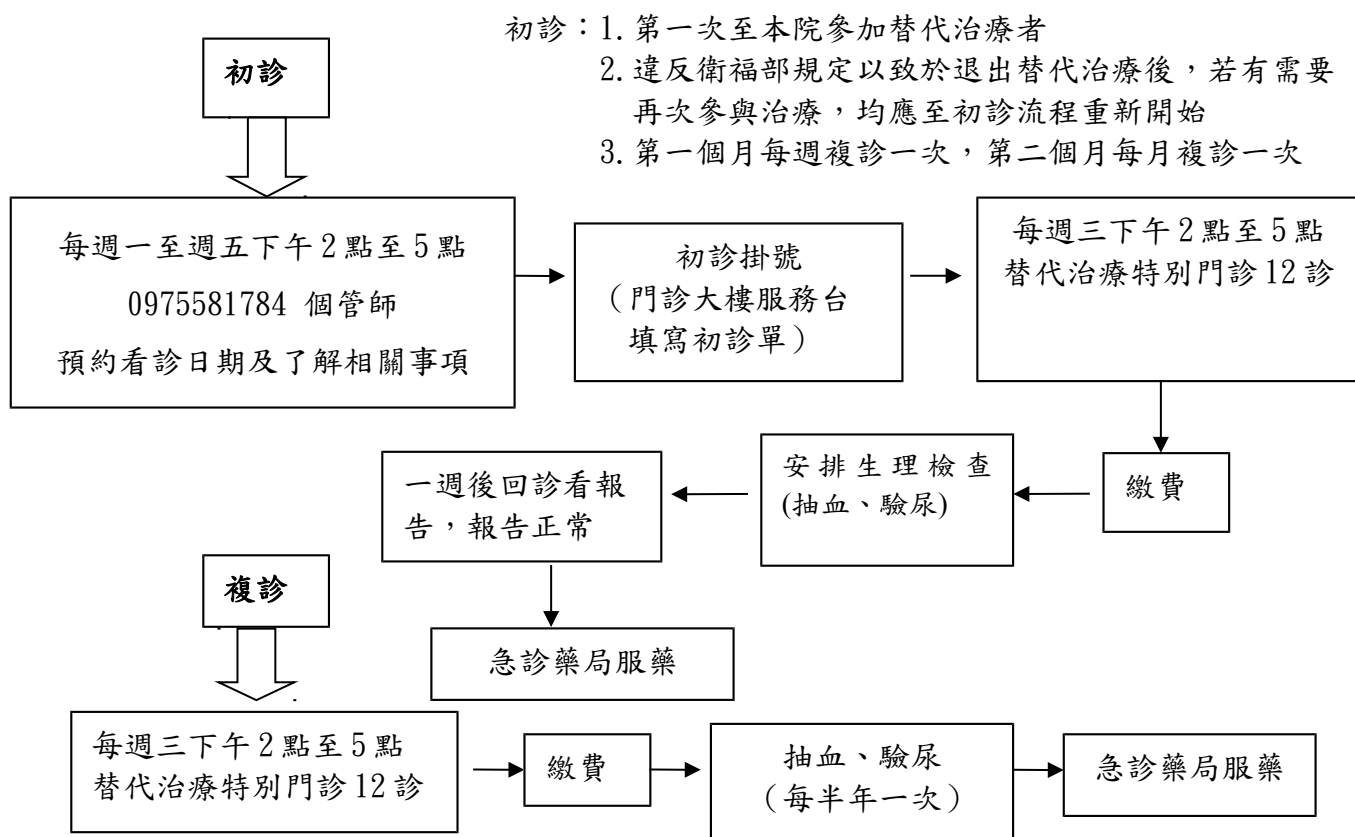 初診：1.第一次至本院參加替代治療者
2.違反衛福部規定以致於退出替代治療後，若有需要
再次參與治療，均應至初診流程重新開始
3.第一個月每週複診一次，第二個月每月複診一次
初診
每週一至週五下午2點至5點
0975581784 個管師
預約看診日期及了解相關事項
初診掛號
（門診大樓服務台
填寫初診單）
每週三下午2點至5點
替代治療特別門診12診
繳費
安排生理檢查
(抽血、驗尿)
一週後回診看報
告，報告正常
急診藥局服藥
複診
每週三下午2點至5點
替代治療特別門診12診
繳費
抽血、驗尿
（每半年一次）
急診藥局服藥